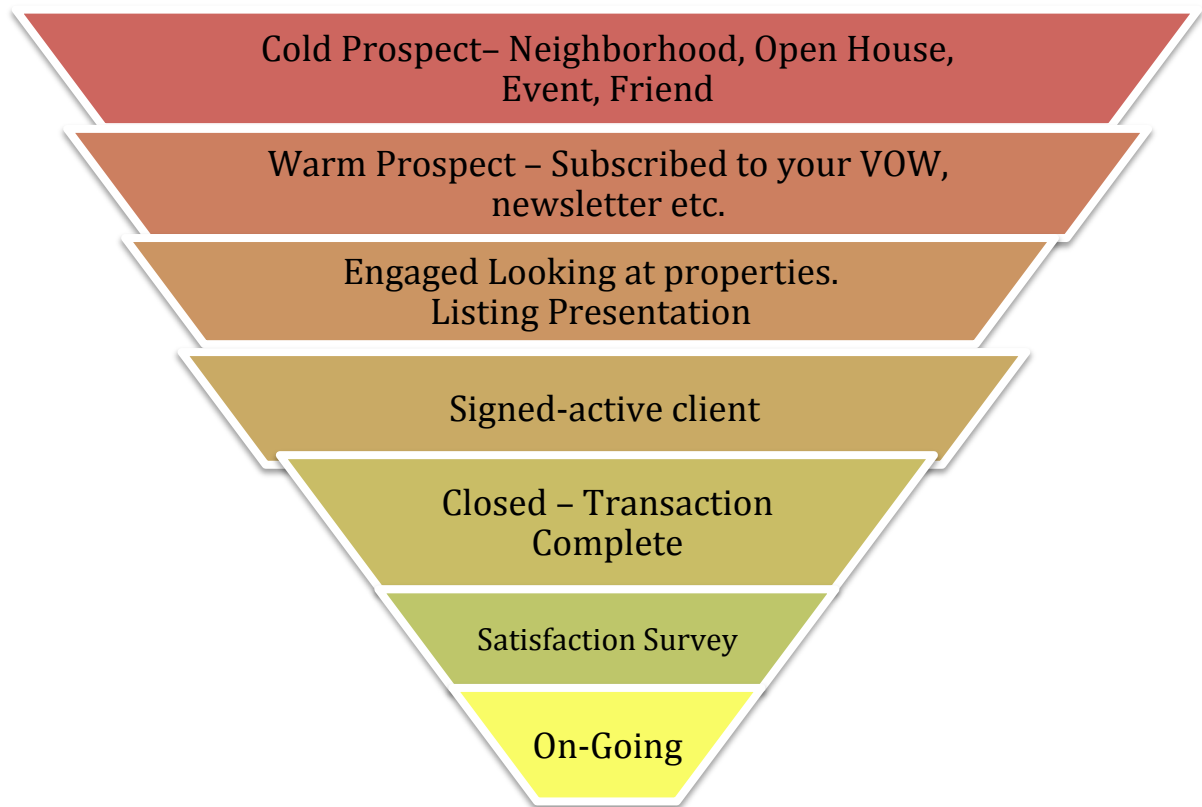 Cold Prospect– Neighborhood, Open House,
Event, Friend
Warm Prospect – Subscribed to your VOW,
newsletter etc.
Engaged Looking at properties.
Listing Presentation
Signed-active client
Closed – Transaction
Complete
Satisfaction Survey
On-Going